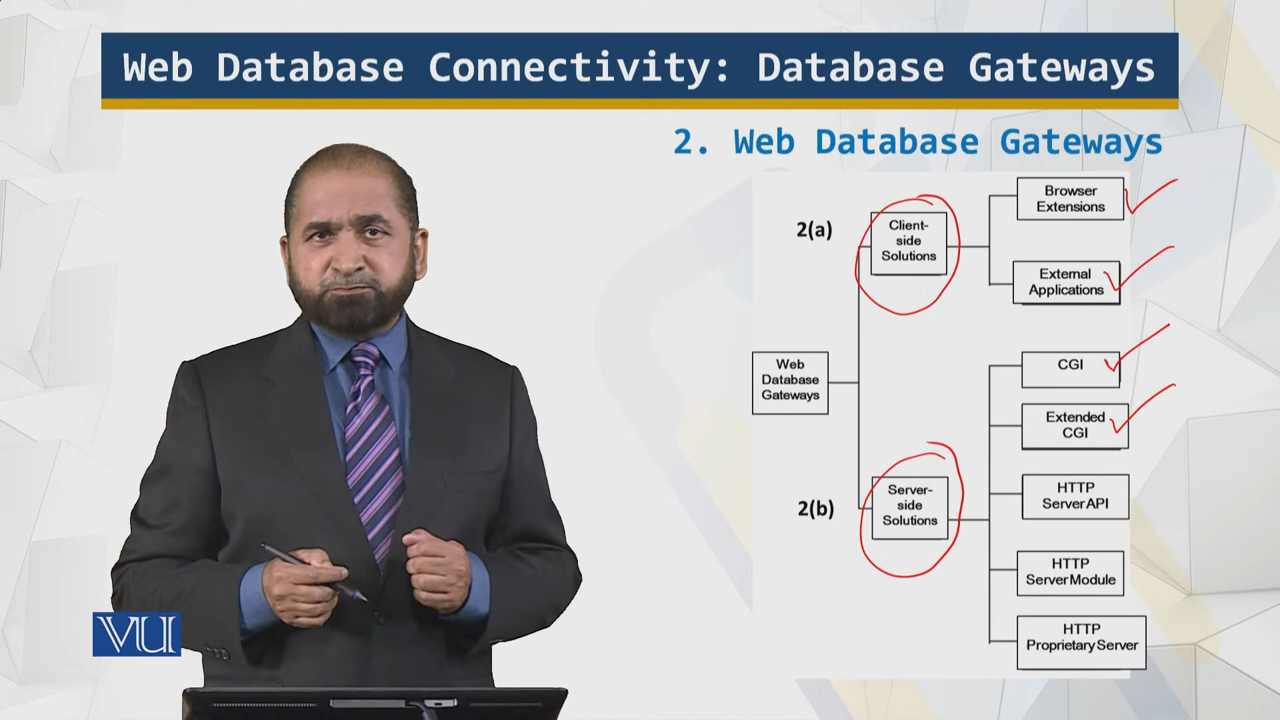 Web Database Connectivity: Database Gateways
2. Web Database Gateways
2(a)
Client-
side
Solutions
Browser
Extensions
External
Applications
Web
Database
Gateways
2(b)
Server-
side
Solutions
CGI
Extended
CGI
HTTP
Server API
HTTP
Server Module
HTTP
Proprietary Server
VU